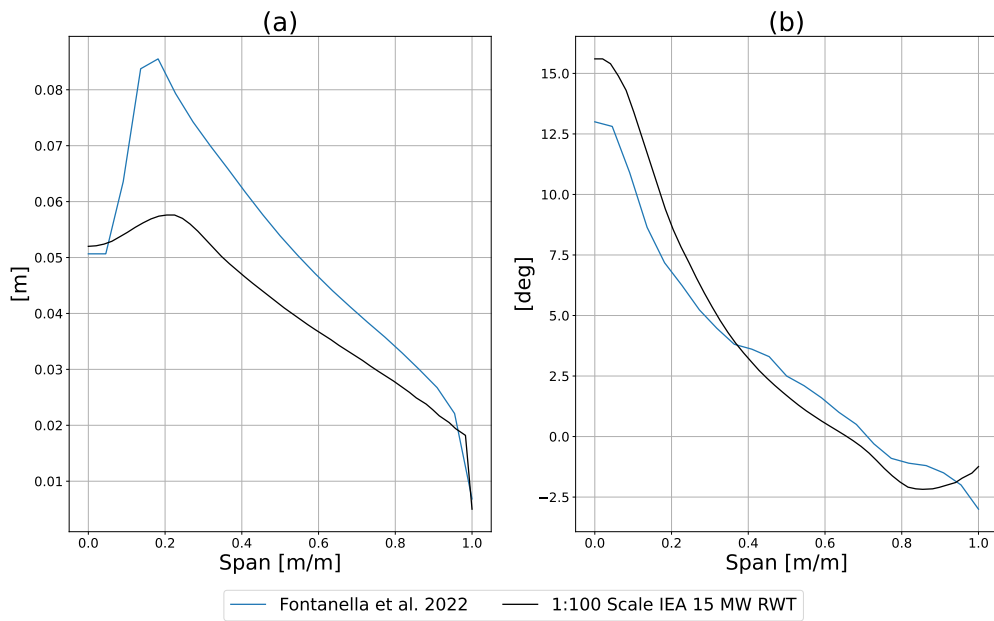 (a)
(b)
0.08
0.07
0.06
0.05
0.04
0.03
0.02
0.01
[m]
0.0 0.2 0.4 0.6 0.8 1.0
Span [m/m]
15.0
12.5
10.0
7.5
5.0
2.5
0.0
−2.5
[deg]
0.0 0.2 0.4 0.6 0.8 1.0
Span [m/m]
Fontanella et al. 2022 1:100 Scale IEA 15 MW RWT